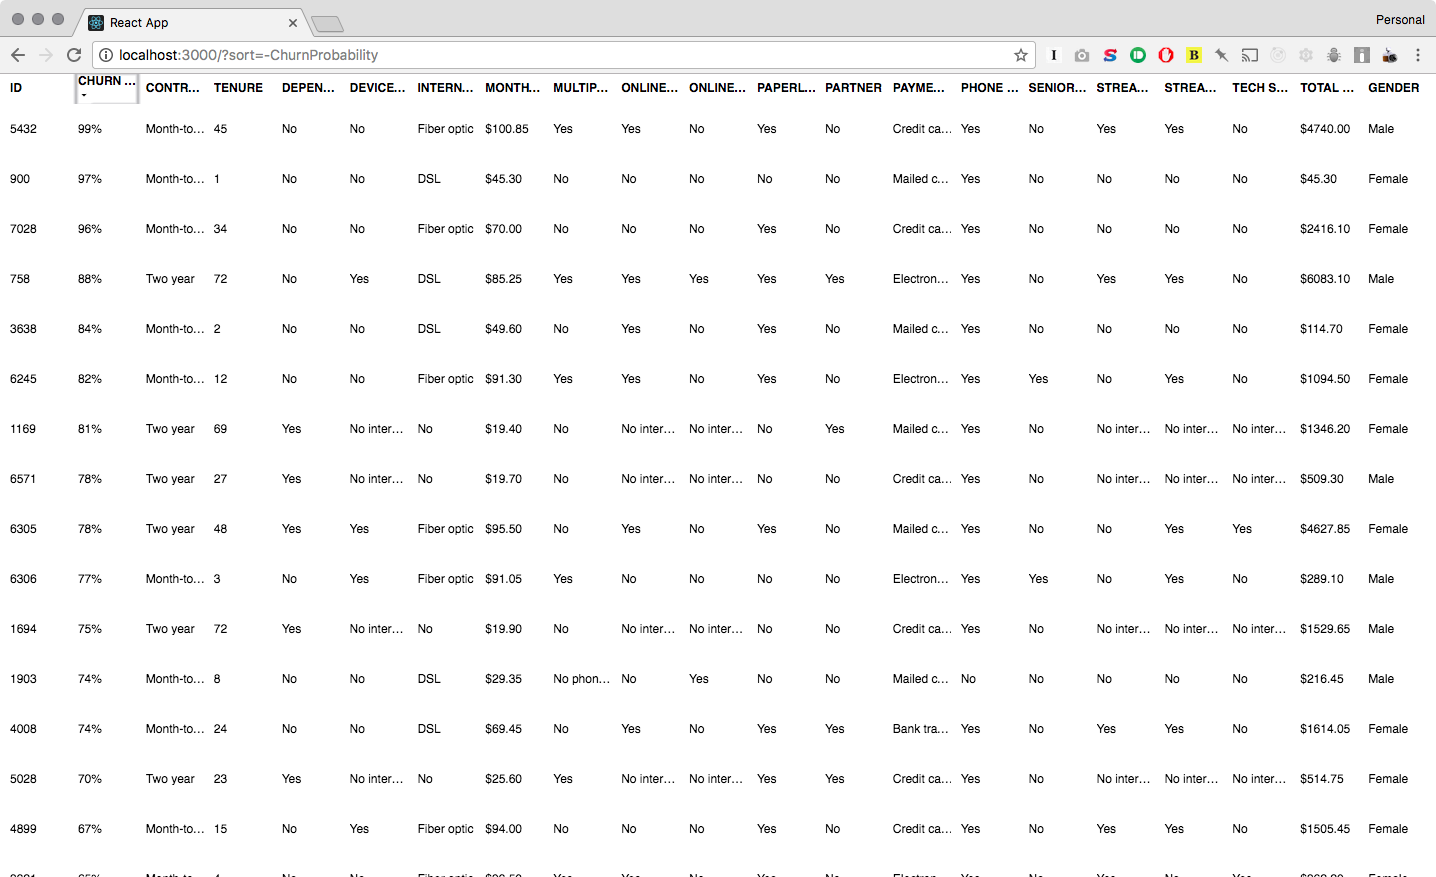 React App
Personal
localhost:3000/?sort=-ChurnProbability
ID CHURN ... CONTR... TENURE DEPEN... DEVICE... INTERN... MONTH... MULTIP... ONLINE... ONLINE... PAPERL... PARTNER PAYME... PHONE ... SENIOR... STREA... STREA... TECH S... TOTAL ... GENDER
5432 99% Month-to... 45 No No Fiber optic $100.85 Yes Yes No Yes No Credit ca... Yes No Yes Yes No $4740.00 Male
900 97% Month-to... 1 No No DSL $45.30 No No No No No Mailed c... Yes No No No No $45.30 Female
7028 96% Month-to... 34 No No Fiber optic $70.00 No No No Yes No Credit ca... Yes No No No No $2416.10 Female
758 88% Two year 72 No Yes DSL $85.25 Yes Yes Yes Yes Yes Electron... Yes No Yes Yes No $6083.10 Male
3638 84% Month-to... 2 No No DSL $49.60 No Yes No Yes No Mailed c... Yes No No No No $114.70 Female
6245 82% Month-to... 12 No No Fiber optic $91.30 Yes Yes No Yes No Electron... Yes Yes No Yes No $1094.50 Female
1169 81% Two year 69 Yes No inter... No $19.40 No No inter... No inter... No Yes Mailed c... Yes No No inter... No inter... No inter... $1346.20 Female
6571 78% Two year 27 Yes No inter... No $19.70 No No inter... No inter... No No Credit ca... Yes No No inter... No inter... No inter... $509.30 Male
6305 78% Two year 48 Yes Yes Fiber optic $95.50 No Yes No Yes No Mailed c... Yes No No Yes Yes $4627.85 Female
6306 77% Month-to... 3 No Yes Fiber optic $91.05 Yes No No No No Electron... Yes Yes No Yes No $289.10 Male
1694 75% Two year 72 Yes No inter... No $19.90 No No inter... No inter... No No Credit ca... Yes No No inter... No inter... No inter... $1529.65 Male
1903 74% Month-to... 8 No No DSL $29.35 No phon... No Yes No No Mailed c... No No No No No $216.45 Male
4008 74% Month-to... 24 No No DSL $69.45 No Yes No Yes Yes Bank tra... Yes No Yes Yes No $1614.05 Female
5028 70% Two year 23 Yes No inter... No $25.60 Yes No inter... No inter... Yes Yes Credit ca... Yes No No inter... No inter... No inter... $514.75 Female
4899 67% Month-to... 15 No Yes Fiber optic $94.00 No No No Yes No Credit ca... Yes No Yes Yes No $1505.45 Female